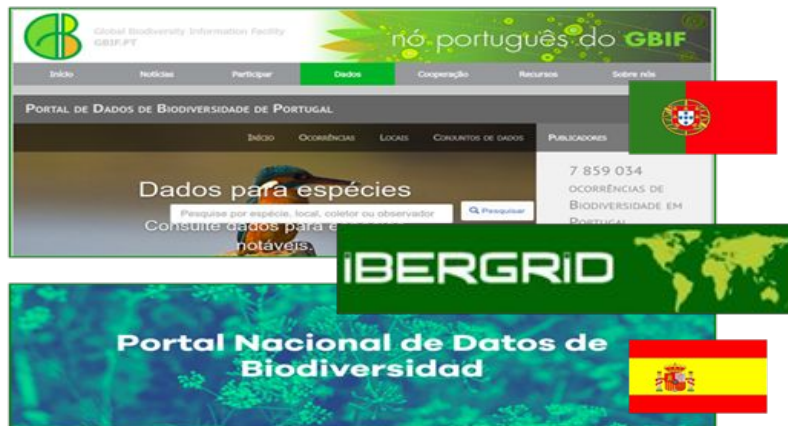 Global Biodiversity Information Facility
GBIF.PT
nó português do GBIF
Início Notícias Participar Dados Cooperação Recursos Sobre nós
Portal de Dados de Biodiversidade de Portugal
Início Ocorrências Locais Conjuntos de dados Publicadores
Dados para espécies
Pesquise por espécie, local, coletor ou observador Pesquisar
Consulte dados para
notáveis.
7 859 034
ocorrências de
Biodiversidade em
Portugal
iBERGRiD
Portal Nacional de Datos de
Biodiversidad